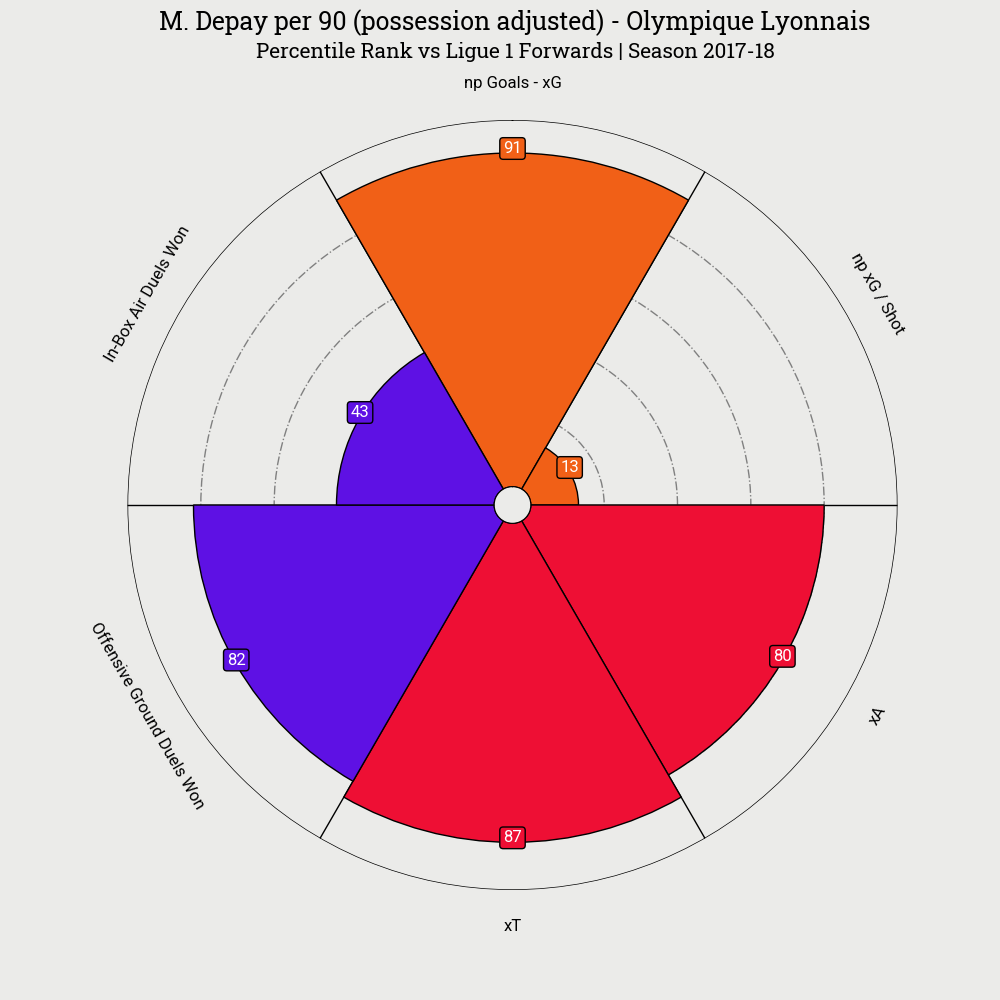 M. Depay per 90 (possession adjusted) - Olympique Lyonnais
Percentile Rank vs Ligue 1 Forwards | Season 2017-18
np Goals - xG
91
In-Box Air Duels Won
np xG / Shot
43
13
82
80
Offensive Ground Duels Won
xA
87
xT